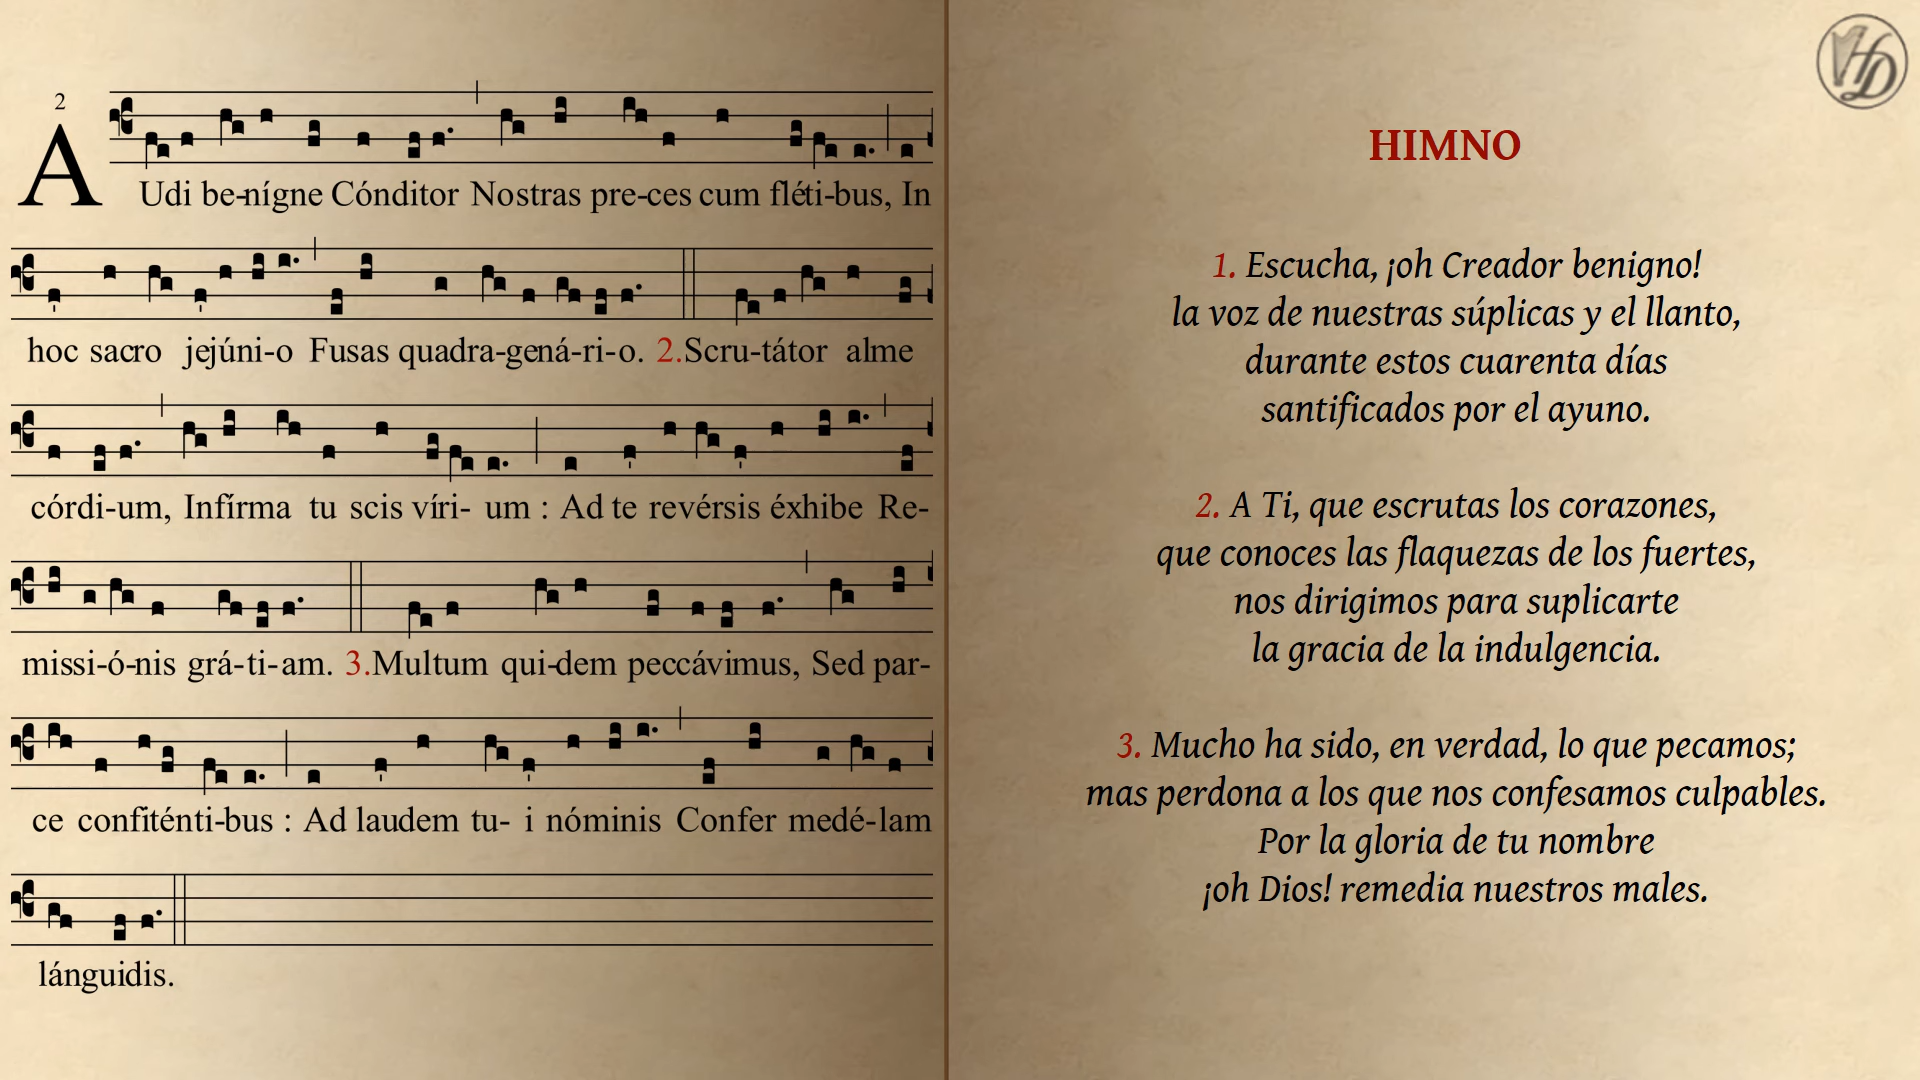 2
AUdi be-nígne Cónditor Nostras pre-ces cum fléti-bus, In
hoc sacro jejúni-o Fusas quadra-gená-ri-o. 2.Scru-tátor alme
córdi-um, Infírma tu scis víri- um : Ad te revérsis éxhibe Re-
missi-ó-nis grá-ti-am. 3.Multum qui-dem peccávimus, Sed par-
ce confiténti-bus : Ad laudem tu- i nóminis Confer medé-lam
lánguidis.
HD
HIMNO
1. Escucha, ¡oh Creador benigno!
la voz de nuestras súplicas y el llanto,
durante estos cuarenta días
santificados por el ayuno.
2. A Ti, que escrutas los corazones,
que conoces las flaquezas de los fuertes,
nos dirigimos para suplicarte
la gracia de la indulgencia.
3. Mucho ha sido, en verdad, lo que pecamos;
mas perdona a los que nos confesamos culpables.
Por la gloria de tu nombre
¡oh Dios! remedia nuestros males.